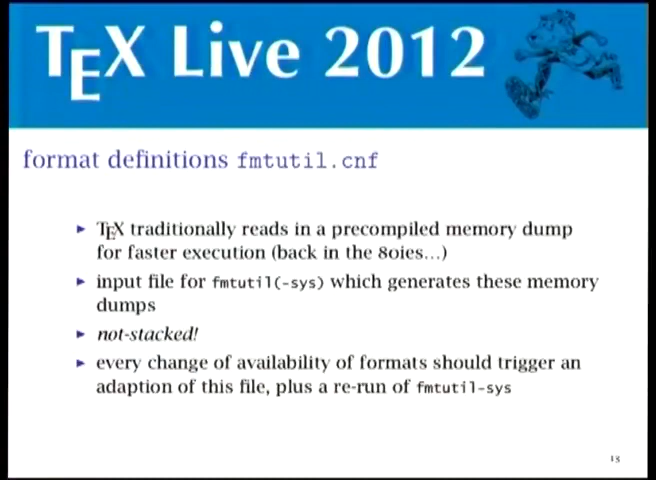 TEX Live 2012
format definitions fmtutil.cnf
► TEX traditionally reads in a precompiled memory dump
for faster execution (back in the 80ies...)
► input file for fmtutil(-sys) which generates these memory
dumps
► not-stacked!
► every change of availability of formats should trigger an
adaption of this file, plus a re-run of fmtutil-sys
13